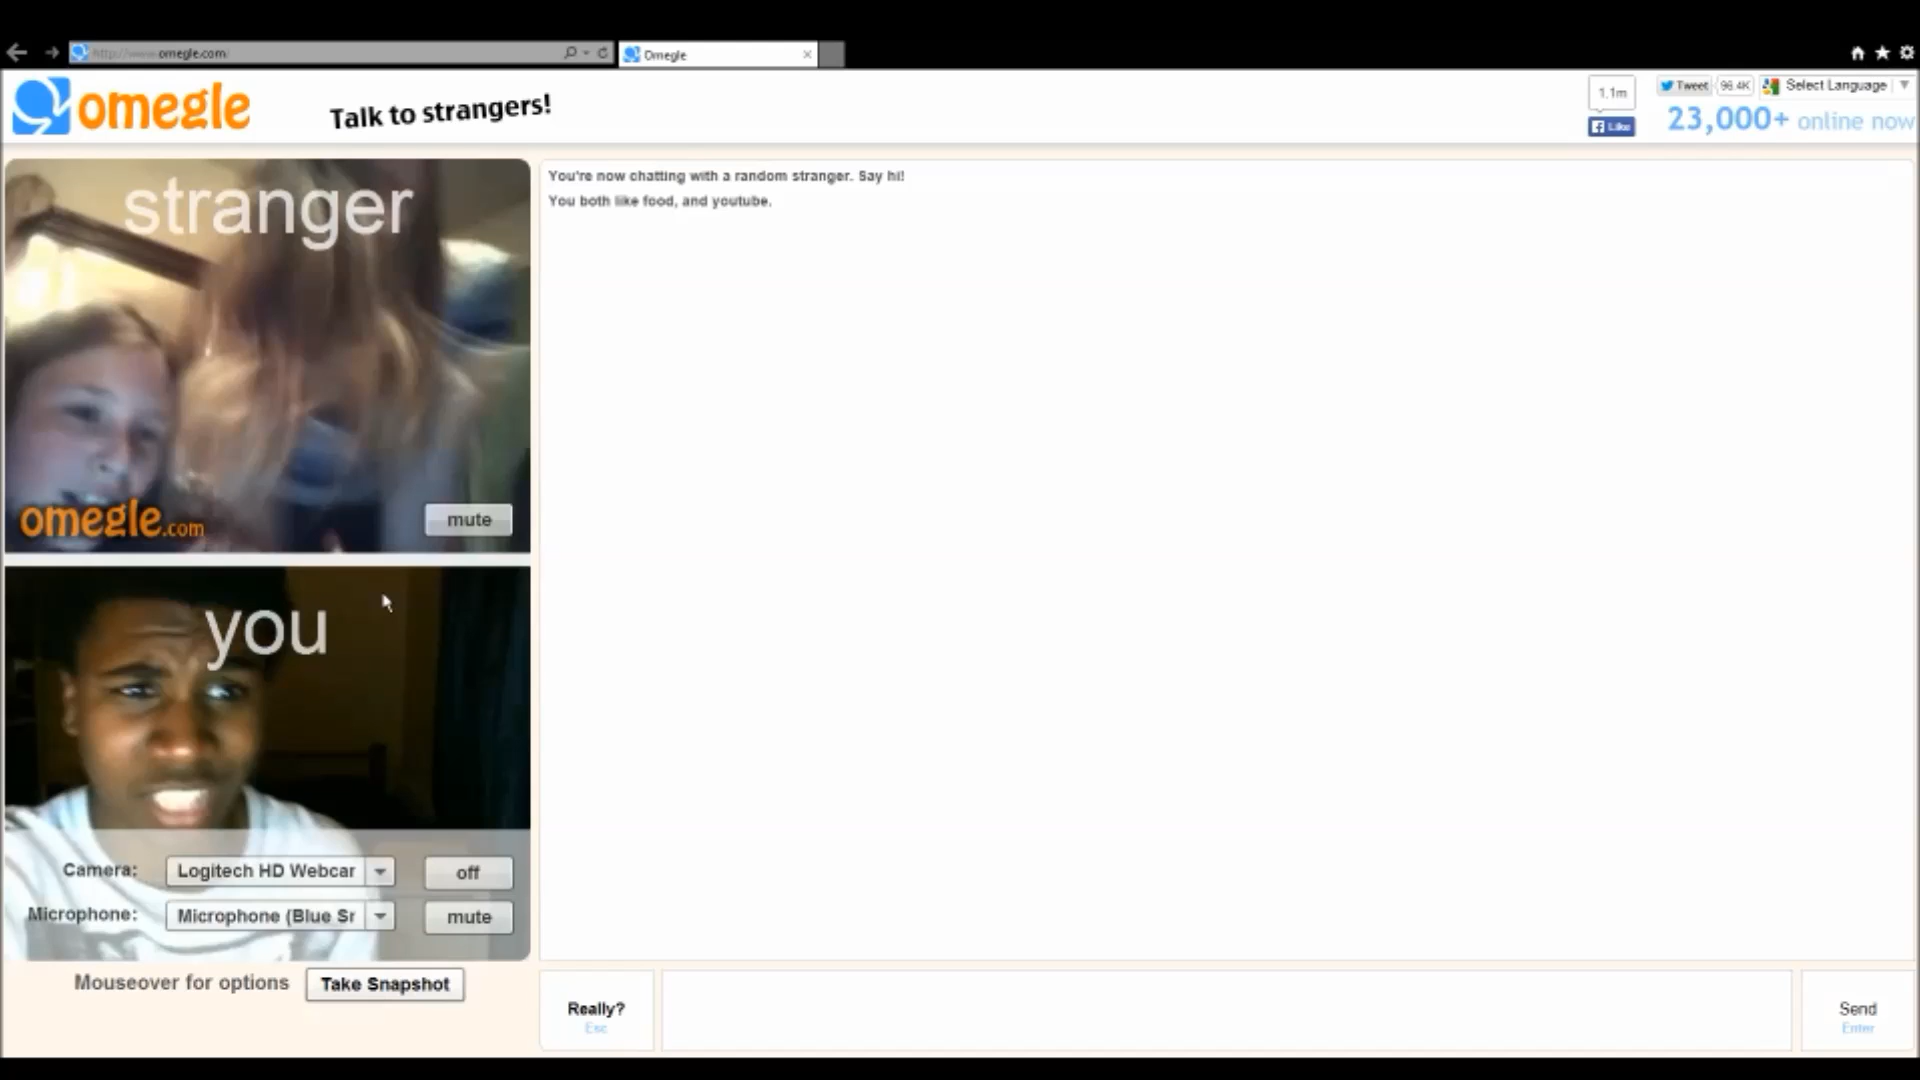 http://www.omegle.com/
Omegle
omegle
Talk to strangers!
1.1m
Like
Tweet
96.4K
Select Language
23,000+ online now
stranger
omegle.com
mute
You're now chatting with a random stranger. Say hi!
You both like food, and youtube.
you
Camera:
Logitech HD Webcar
off
Microphone:
Microphone (Blue Sr
mute
Mouseover for options
Take Snapshot
Really?
Esc
Send
Enter